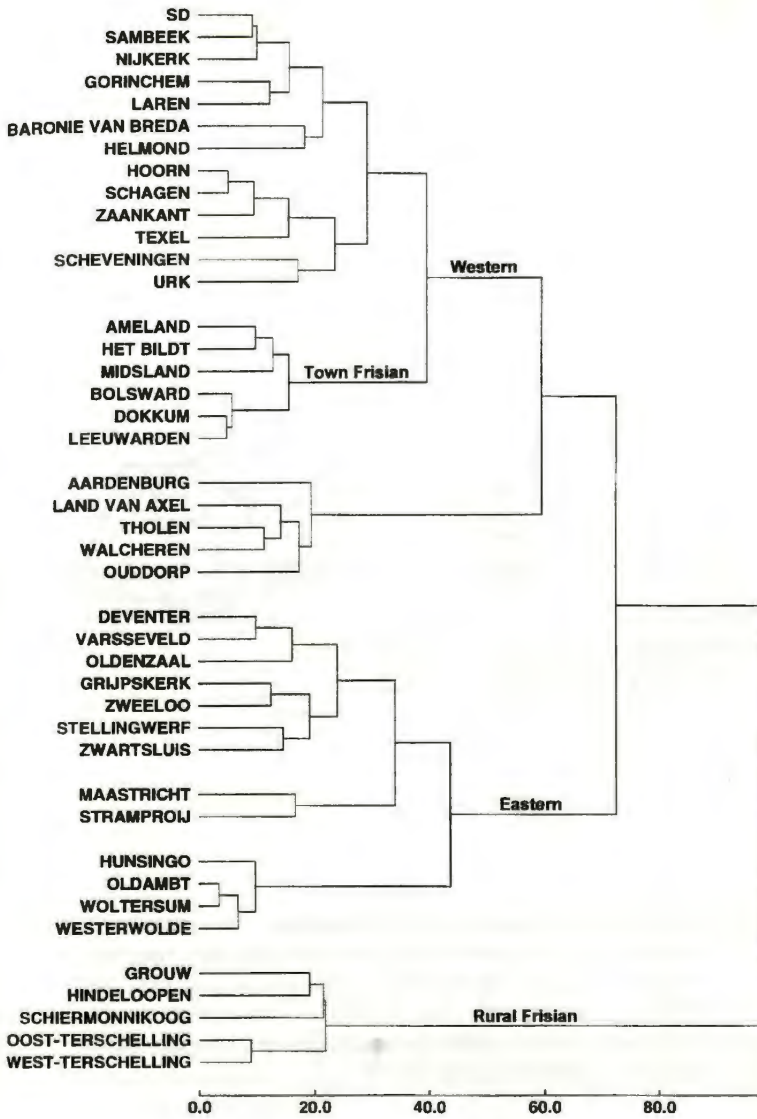 SD
SAMBEEK
NIJKERK
GORINCHEM
LAREN
BARONIE VAN BREDA
HELMOND
HOORN
SCHAGEN
ZAANKANT
TEXEL
SCHEVENINGEN
Western
URK
AMELAND
HET BILDT
MIDSLAND
Town Frisian
BOLSWARD
DOKKUM
LEEUWARDEN
AARDENBURG
LAND VAN AXEL
THOLEN
WALCHEREN
OUDDORP
DEVENTER
VARSSEVELD
OLDENZAAL
GRIJPSKERK
ZWEELOO
STELLINGWERF
ZWARTSLUIS
MAASTRICHT
Eastern
STRAMPROIJ
HUNSINGO
OLDAMBT
WOLTERSUM
WESTERWOLDE
GROUW
HINDELOOPEN
SCHIERMONNIKOOG
Rural Frisian
OOST-TERSCHELLING
WEST-TERSCHELLING
0.0 20.0 40.0 60.0 80.0